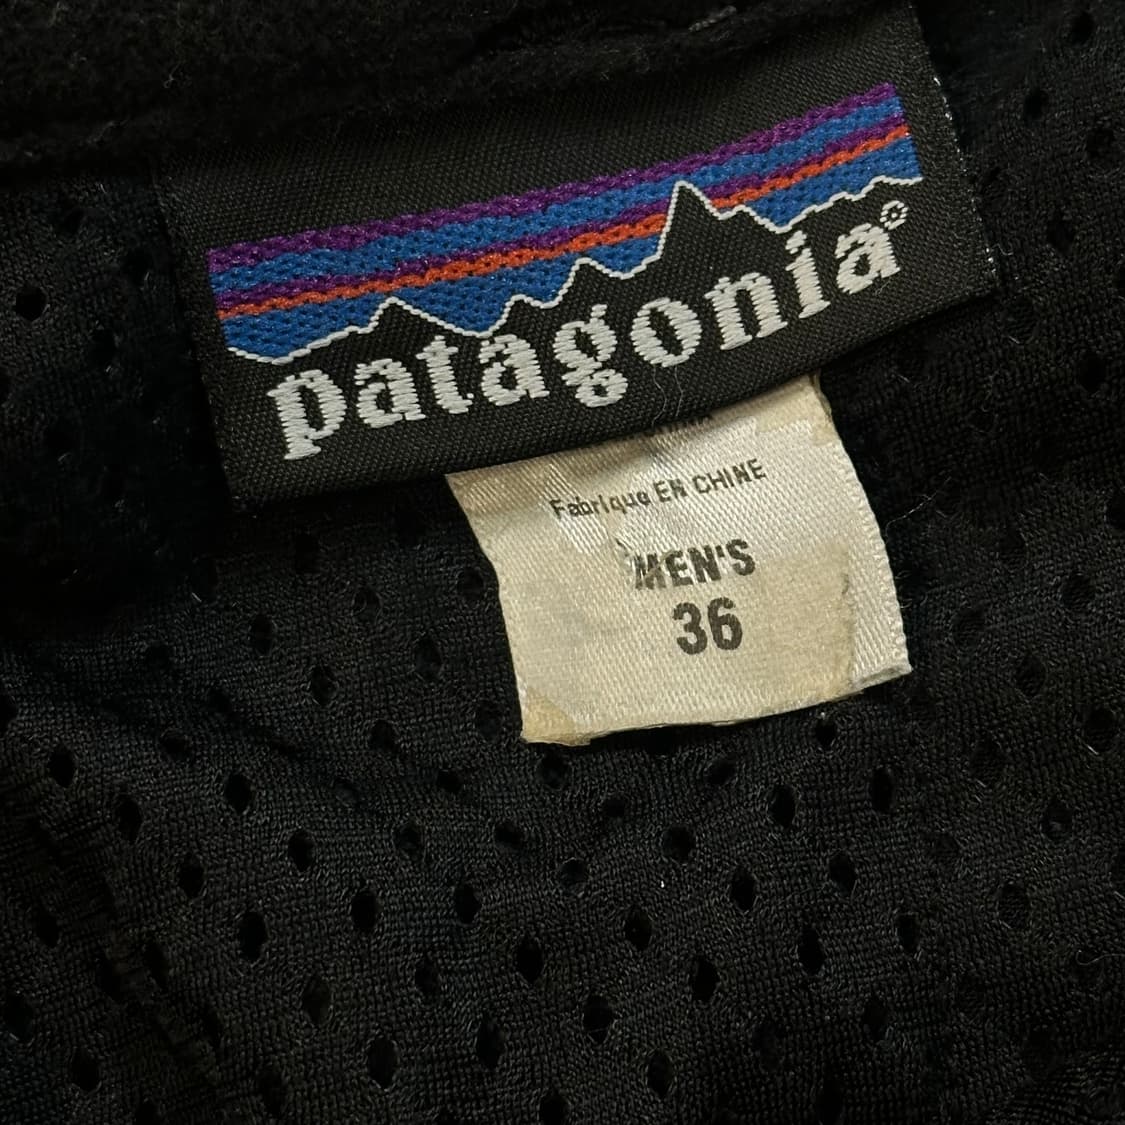 patagonia®
Fabrique EN CHINE
MEN'S
36